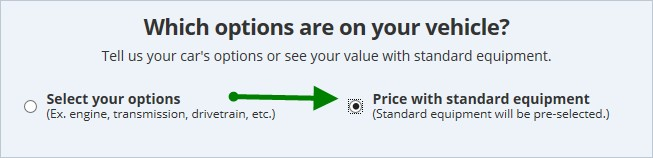 Which options are on your vehicle?
Tell us your car's options or see your value with standard equipment.
Select your options
(Ex. engine, transmission, drivetrain, etc.)
Price with standard equipment
(Standard equipment will be pre-selected.)